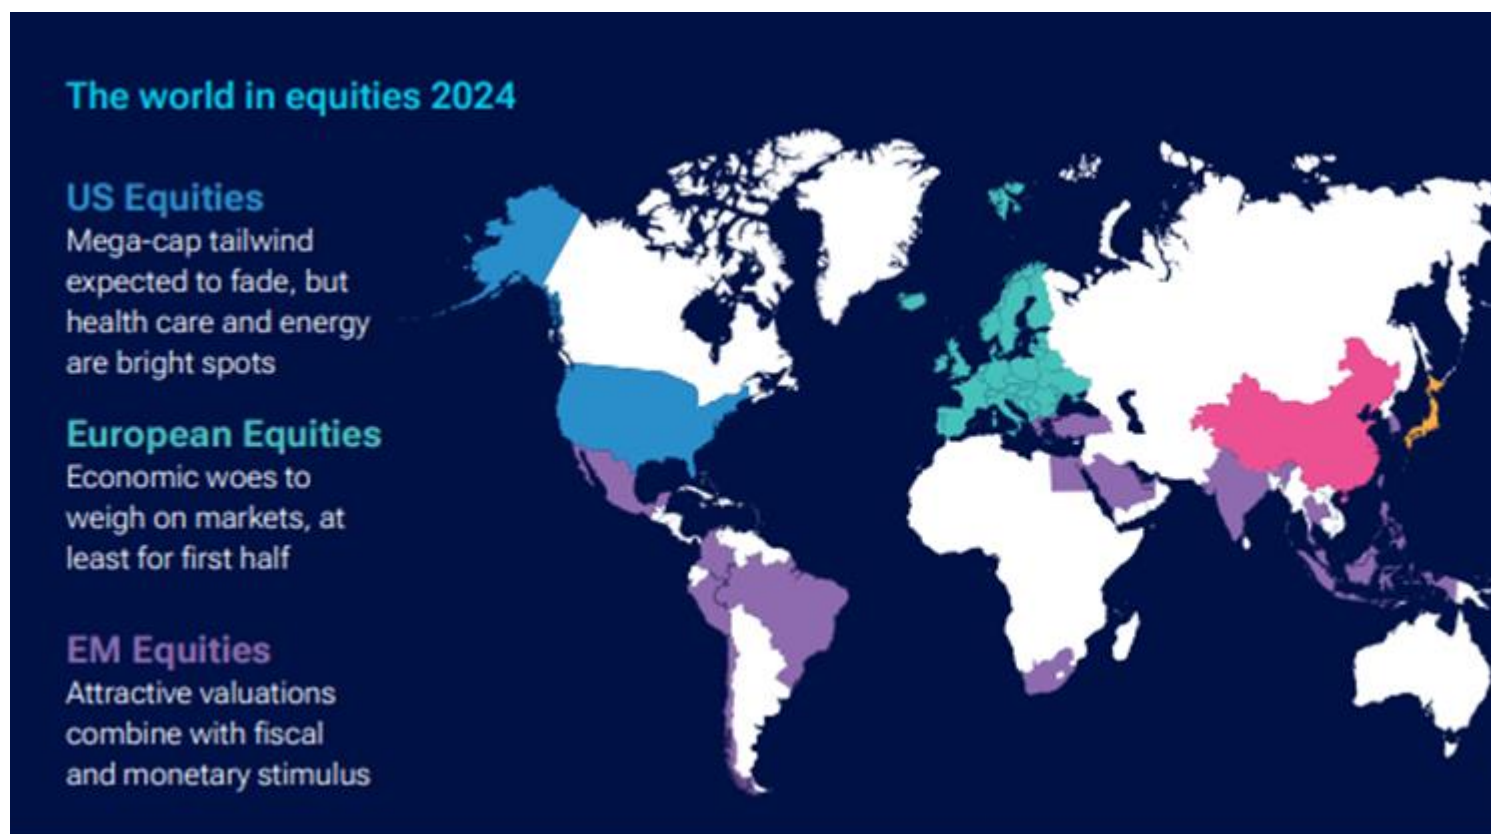 The world in equities 2024
US Equities
Mega-cap tailwind
expected to fade, but
health care and energy
are bright spots
European Equities
Economic woes to
weigh on markets, at
least for first half
EM Equities
Attractive valuations
combine with fiscal
and monetary stimulus